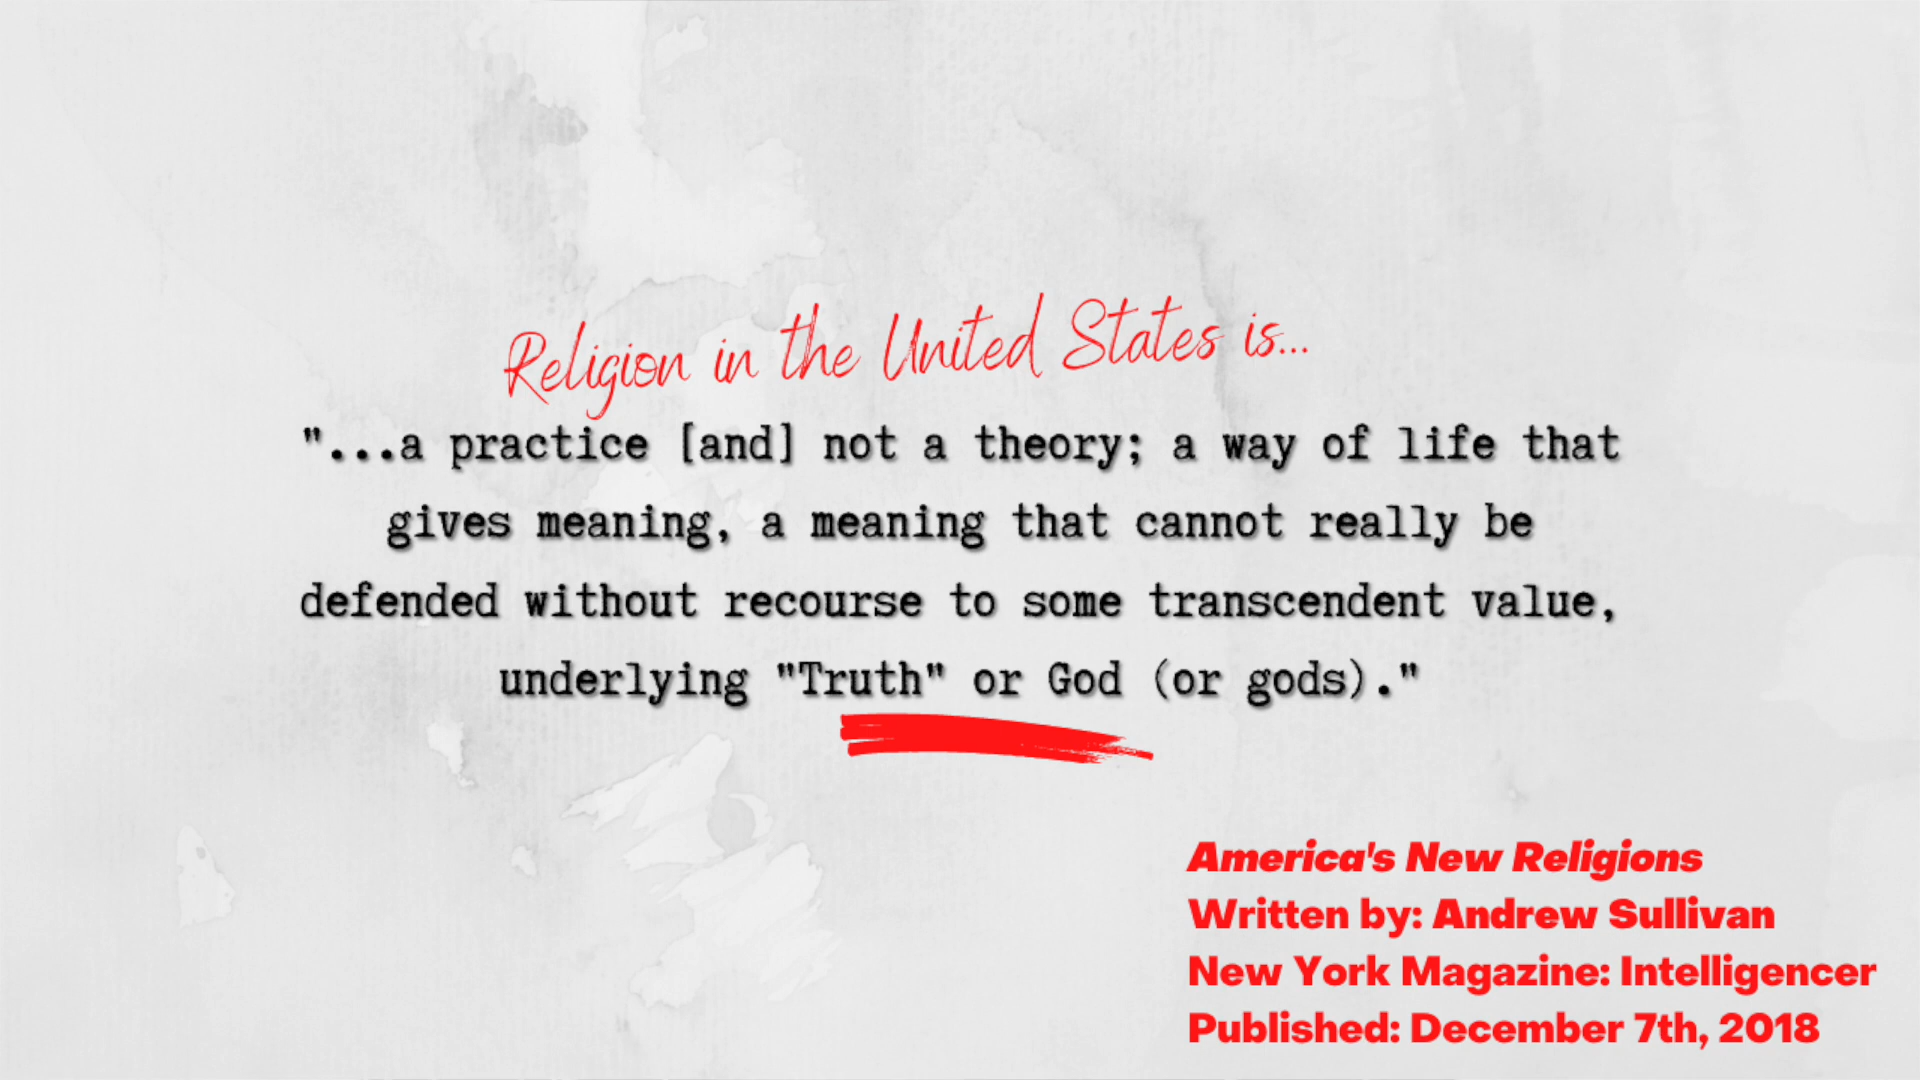 Religion in the United States is...
"...a practice [and] not a theory; a way of life that
gives meaning, a meaning that cannot really be
defended without recourse to some transcendent value,
underlying "Truth" or God (or gods)."
America's New Religions
Written by: Andrew Sullivan
New York Magazine: Intelligencer
Published: December 7th, 2018